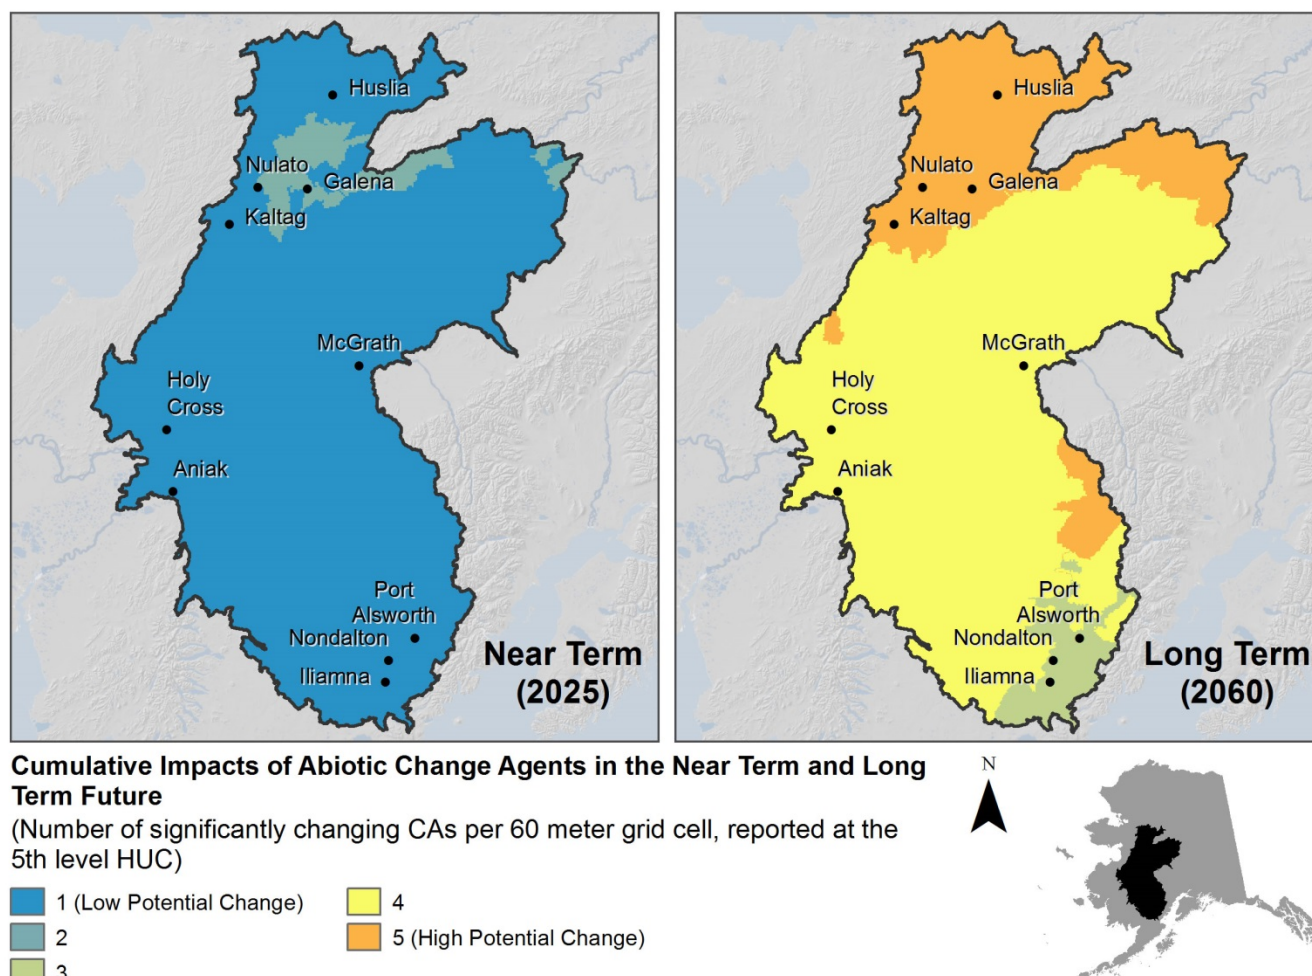 Huslia
Nulato
Galena
Kaltag
McGrath
Holy
Cross
Aniak
Port
Alsworth
Nondalton
Iliamna
Near Term
(2025)
Huslia
Nulato
Galena
Kaltag
McGrath
Holy
Cross
Aniak
Port
Alsworth
Nondalton
Iliamna
Long Term
(2060)
Cumulative Impacts of Abiotic Change Agents in the Near Term and Long
Term Future
(Number of significantly changing CAs per 60 meter grid cell, reported at the
5th level HUC)
N
1 (Low Potential Change)
2
3
4
5 (High Potential Change)